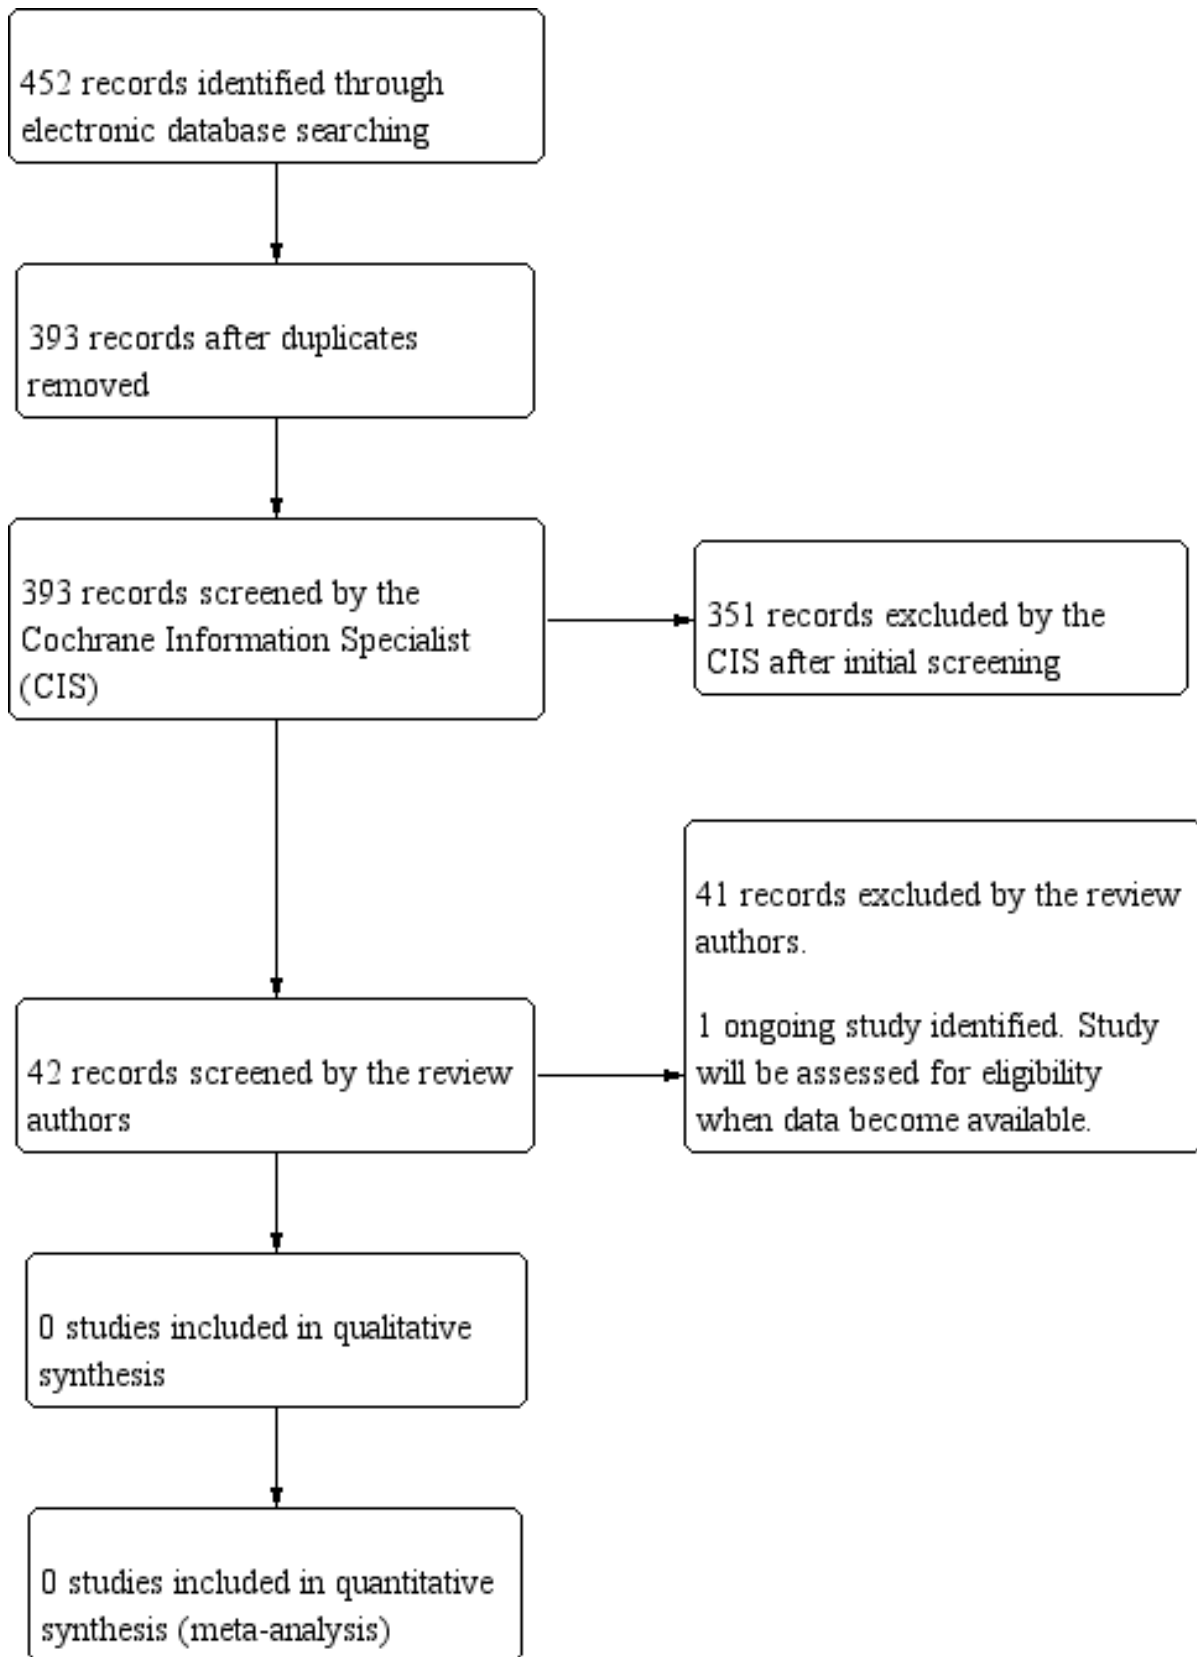 452 records identified through
electronic database searching
393 records after duplicates
removed
393 records screened by the
Cochrane Information Specialist
(CIS)
351 records excluded by the
CIS after initial screening
41 records excluded by the review
authors.
1 ongoing study identified. Study
will be assessed for eligibility
when data become available.
42 records screened by the review
authors
0 studies included in qualitative
synthesis
0 studies included in quantitative
synthesis (meta-analysis)